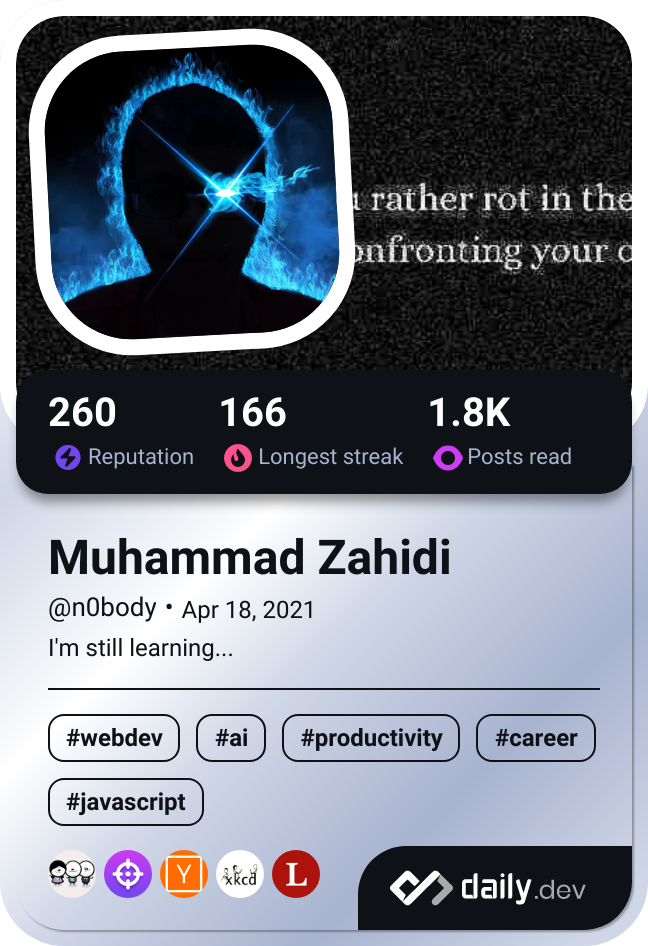 rather rot in the
onfronting your
260
166
1.8K
Reputation
Longest streak
Posts read
Muhammad Zahidi
@n0body • Apr 18, 2021
I'm still learning...
#webdev
#ai
#productivity
#career
#javascript
Y
xkcd
L
daily.dev